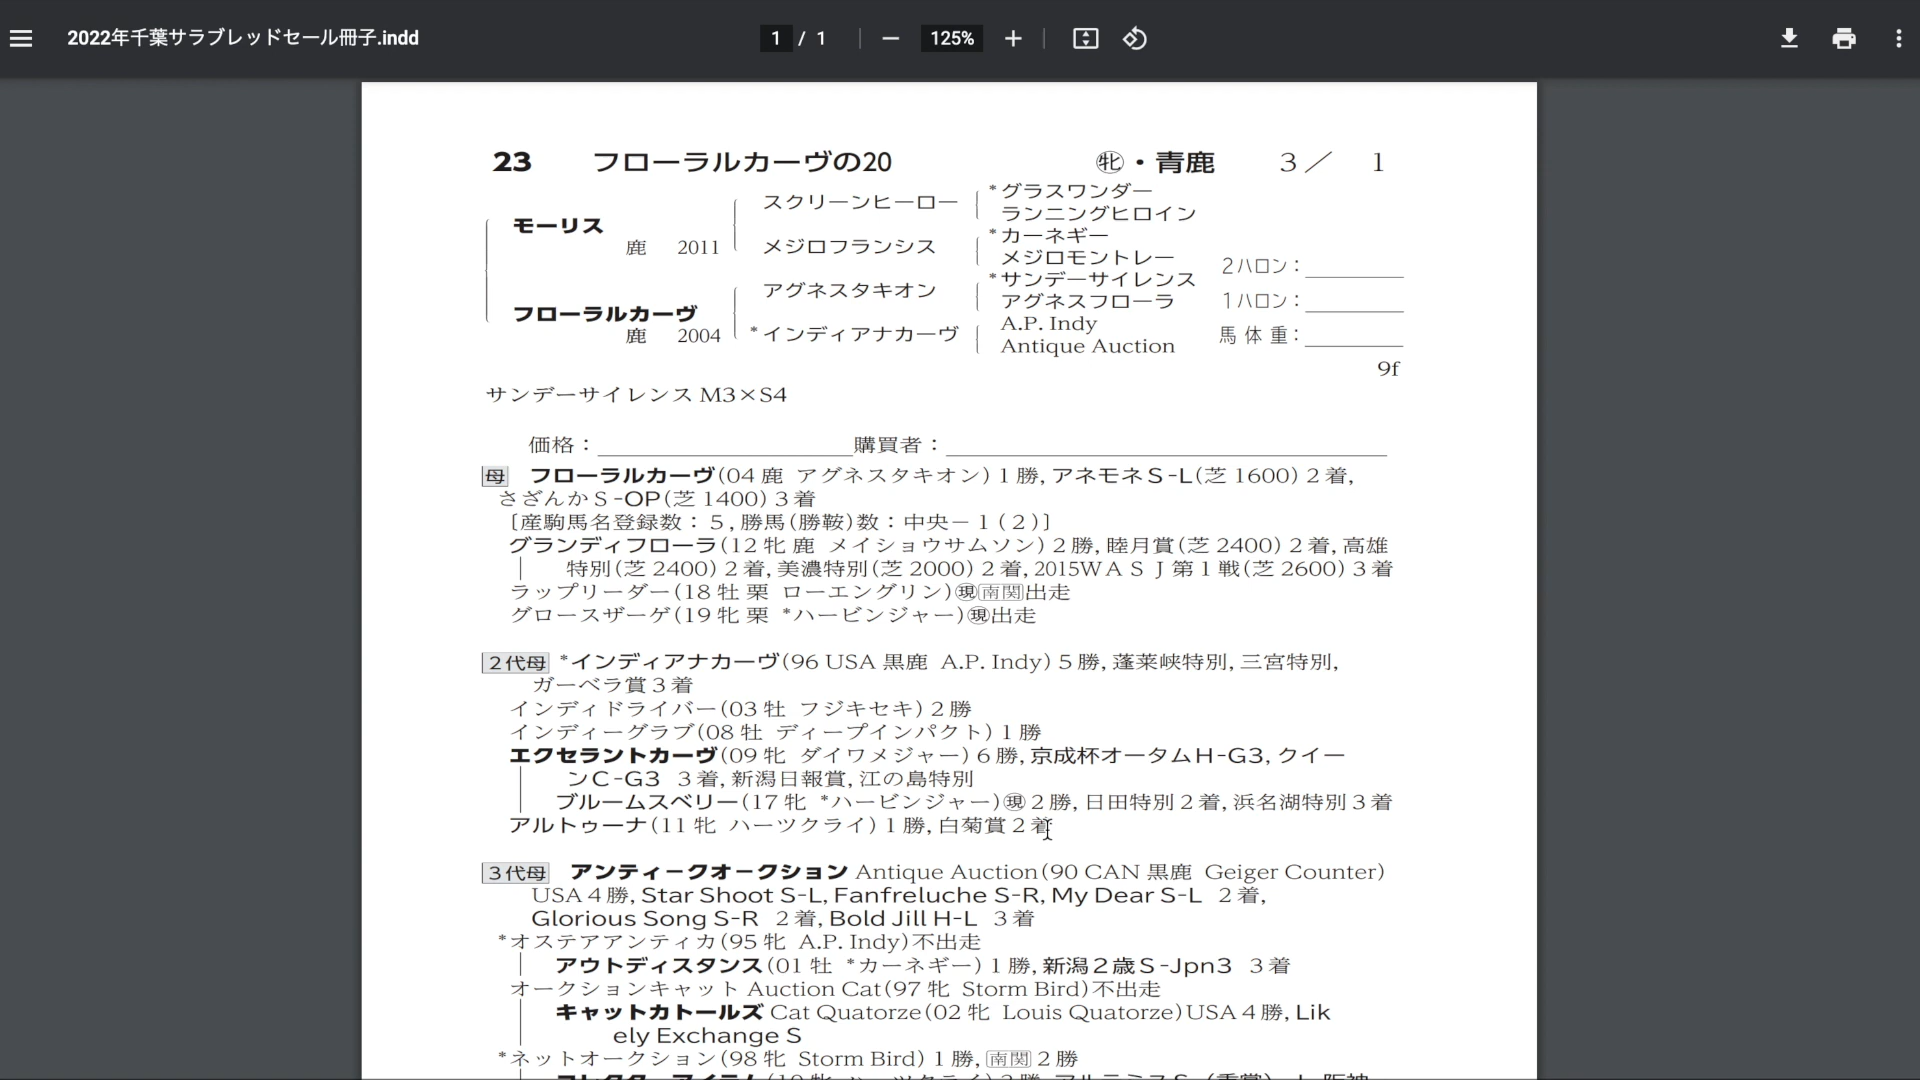 2022年千葉サラブレッドセール冊子.indd
1 / 1
125%
23 フローラルカーヴの20 牝・青鹿 3／ 1
モーリス
鹿 2011
フローラルカーヴ
鹿 2004
スクリーンヒーロー
メジロフランシス
アグネスタキオン
*インディアナカーヴ
*グラスワンダー
ランニングヒロイン
*カーネギー
メジロモントレー
*サンデーサイレンス
アグネスフローラ
A.P. Indy
Antique Auction
2ハロン：
1ハロン：
馬体重：
9f
サンデーサイレンス M3×S4
価格： 購買者：
母 フローラルカーヴ(04 鹿 アグネスタキオン) 1 勝, アネモネS-L(芝 1600) 2 着,
さざんかS-OP(芝 1400) 3 着
〔産駒馬名登録数：5, 勝馬(勝鞍)数：中央－1(2)〕
グランディフローラ(12 牝 鹿 メイショウサムソン) 2 勝, 睦月賞(芝 2400) 2 着, 高雄
特別(芝 2400) 2 着, 美濃特別(芝 2000) 2 着, 2015WASJ第1戦(芝 2600) 3 着
ラップリーダー(18 牡 栗 ローエングリン)現南関出走
グロースザーゲ(19 牝 栗 *ハービンジャー)現出走
2代母 *インディアナカーヴ(96 USA 黒鹿 A.P. Indy) 5 勝, 蓬莱峡特別, 三宮特別,
ガーベラ賞 3 着
インディドライバー(03 牡 フジキセキ) 2 勝
インディーグラブ(08 牡 ディープインパクト) 1 勝
エクセラントカーヴ(09 牝 ダイワメジャー) 6 勝, 京成杯オータムH-G3, クイー
ンC-G3 3 着, 新潟日報賞, 江の島特別
ブルームスベリー(17 牝 *ハービンジャー)現 2 勝, 日田特別 2 着, 浜名湖特別 3 着
アルトゥーナ(11 牝 ハーツクライ) 1 勝, 白菊賞 2 着
3代母 アンティークオークション Antique Auction(90 CAN 黒鹿 Geiger Counter)
USA 4 勝, Star Shoot S-L, Fanfreluche S-R, My Dear S-L 2 着,
Glorious Song S-R 2 着, Bold Jill H-L 3 着
*オステアアンティカ(95 牝 A.P. Indy)不出走
アウトディスタンス(01 牡 *カーネギー) 1 勝, 新潟2歳S-Jpn3 3 着
オークションキャット Auction Cat(97 牝 Storm Bird)不出走
キャットカトールズ Cat Quatorze(02 牝 Louis Quatorze)USA 4 勝, Lik
ely Exchange S
*ネットオークション(98 牝 Storm Bird) 1 勝, 南関 2 勝